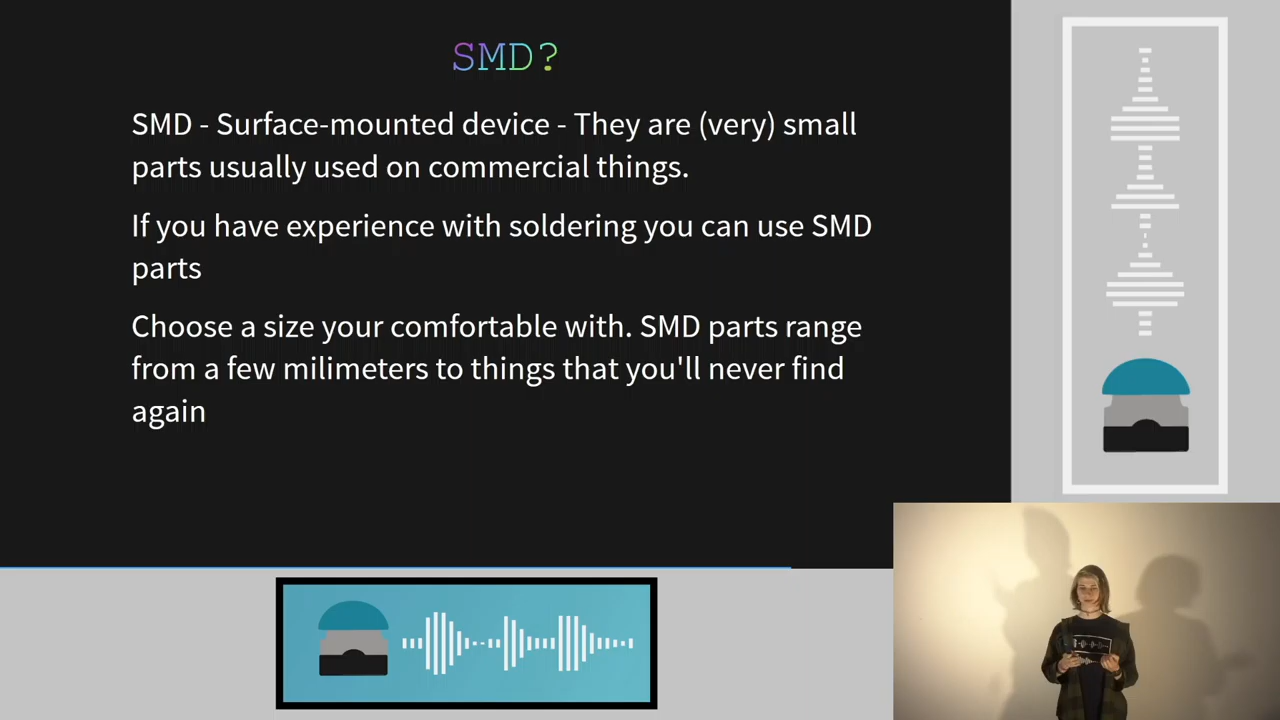 SMD?
SMD - Surface-mounted device - They are (very) small
parts usually used on commercial things.
If you have experience with soldering you can use SMD
parts
Choose a size your comfortable with. SMD parts range
from a few milimeters to things that you'll never find
again